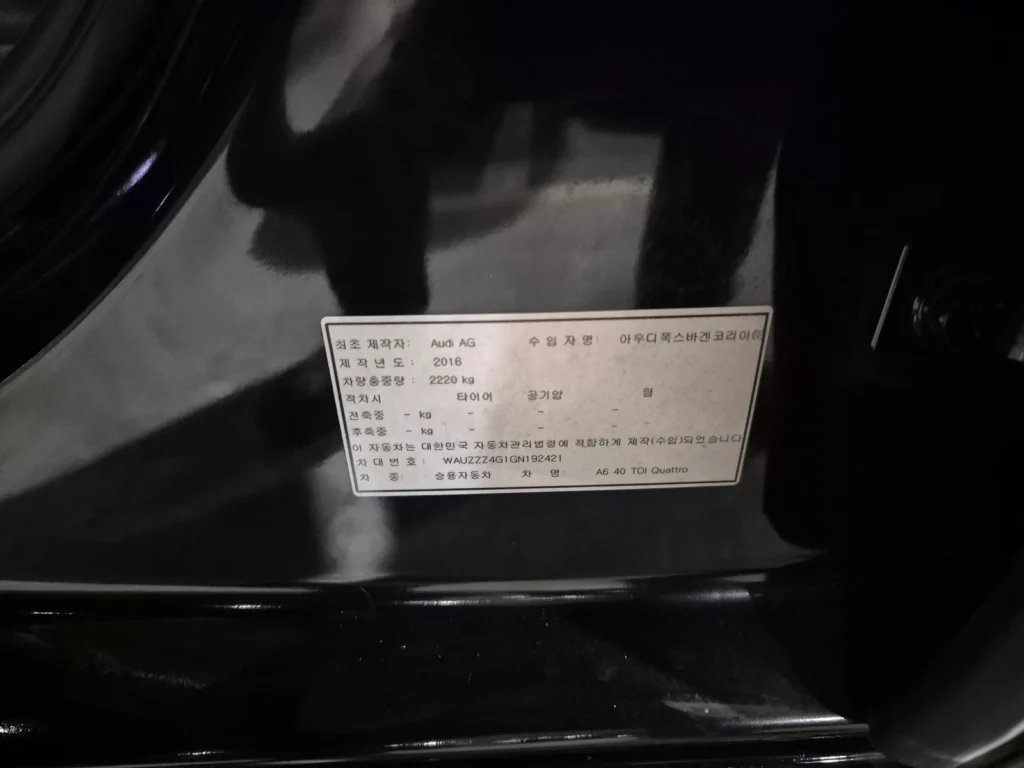 최초 제작자: Audi AG 수 입 자 명: 아우디폭스바겐코리아㈜
제 작 년 도 : 2016
차량총중량 : 2220 kg
적차시 타이어 공기압 림
전축중 - kg - - -
후축중 - kg - - -
이 자동차는 대한민국 자동차관리법령에 적합하게 제작(수입)되었습니다
차 대 번 호 : WAUZZZ4G1GN192421
차 종: 승용자동차 차 명: A6 40 TDI Quattro